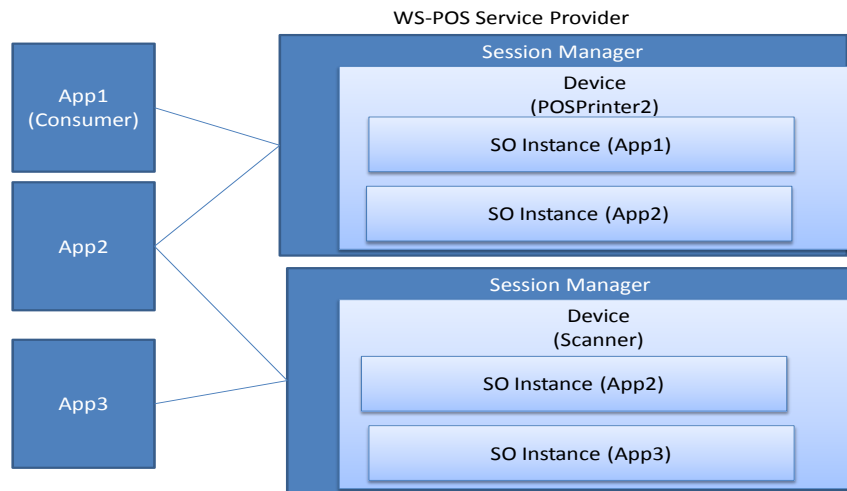 WS-POS Service Provider
App1
(Consumer)
App2
App3
Session Manager
Device
(POSPrinter2)
SO Instance (App1)
SO Instance (App2)
Session Manager
Device
(Scanner)
SO Instance (App2)
SO Instance (App3)